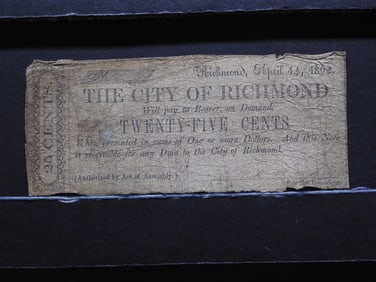 Richmond, April 14, 1862.
THE CITY OF RICHMOND
Will pay to Bearer, on Demand,
TWENTY-FIVE CENTS
When presented in sums of One or more Dollars. And this Note
is receivable for any Dues to the City of Richmond.
[Authorized by Act of Assembly.]
25 CENTS.